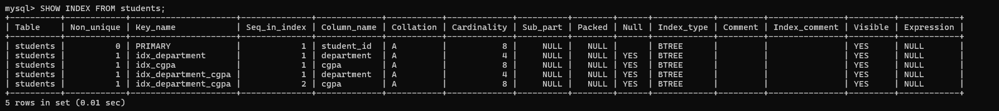 mysql> SHOW INDEX FROM students;
+----------+------------+---------------------+--------------+-------------+-----------+-------------+----------+--------+------+------------+---------+---------------+---------+------------+
| Table    | Non_unique | Key_name            | Seq_in_index | Column_name | Collation | Cardinality | Sub_part | Packed | Null | Index_type | Comment | Index_comment | Visible | Expression |
+----------+------------+---------------------+--------------+-------------+-----------+-------------+----------+--------+------+------------+---------+---------------+---------+------------+
| students |          0 | PRIMARY             |            1 | student_id  | A         |           8 |     NULL |   NULL |      | BTREE      |         |               | YES     | NULL       |
| students |          1 | idx_department      |            1 | department  | A         |           4 |     NULL |   NULL | YES  | BTREE      |         |               | YES     | NULL       |
| students |          1 | idx_cgpa            |            1 | cgpa        | A         |           8 |     NULL |   NULL | YES  | BTREE      |         |               | YES     | NULL       |
| students |          1 | idx_department_cgpa |            1 | department  | A         |           4 |     NULL |   NULL | YES  | BTREE      |         |               | YES     | NULL       |
| students |          1 | idx_department_cgpa |            2 | cgpa        | A         |           8 |     NULL |   NULL | YES  | BTREE      |         |               | YES     | NULL       |
+----------+------------+---------------------+--------------+-------------+-----------+-------------+----------+--------+------+------------+---------+---------------+---------+------------+
5 rows in set (0.01 sec)